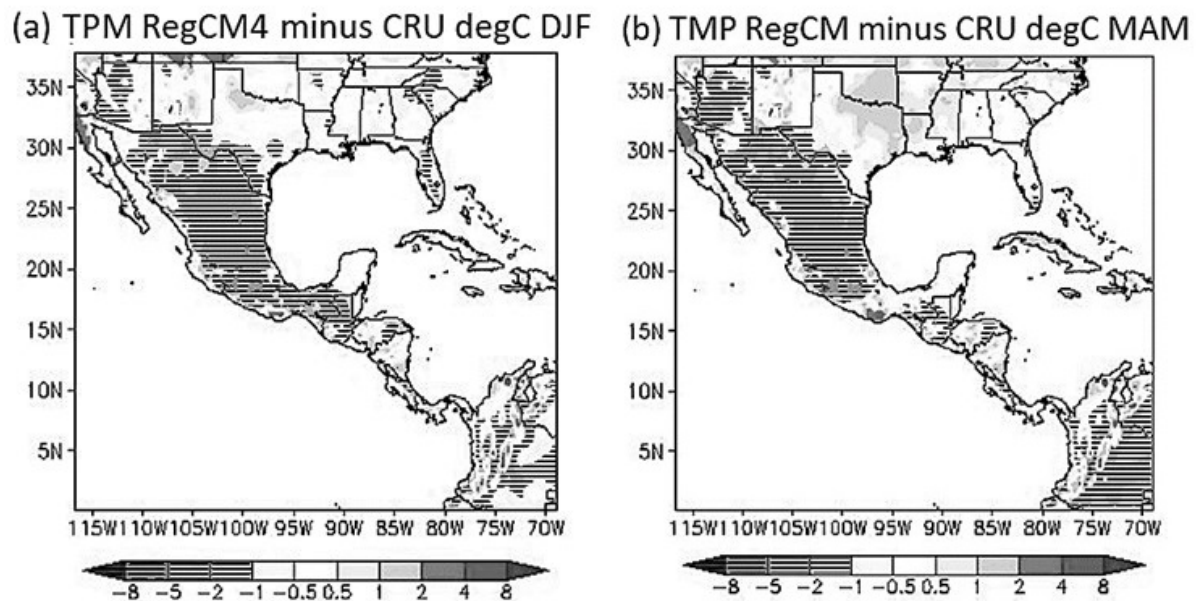 (a) TPM RegCM4 minus CRU degC DJF
35N
30N
25N
20N
15N
10N
5N
115W110W105W100W 95W 90W 85W 80W 75W 70W
−8 −5 −2 −1 −0.5 0.5 1 2 4 8
(b) TMP RegCM minus CRU degC MAM
35N
30N
25N
20N
15N
10N
5N
115W110W105W100W 95W 90W 85W 80W 75W 70W
−8 −5 −2 −1 −0.5 0.5 1 2 4 8